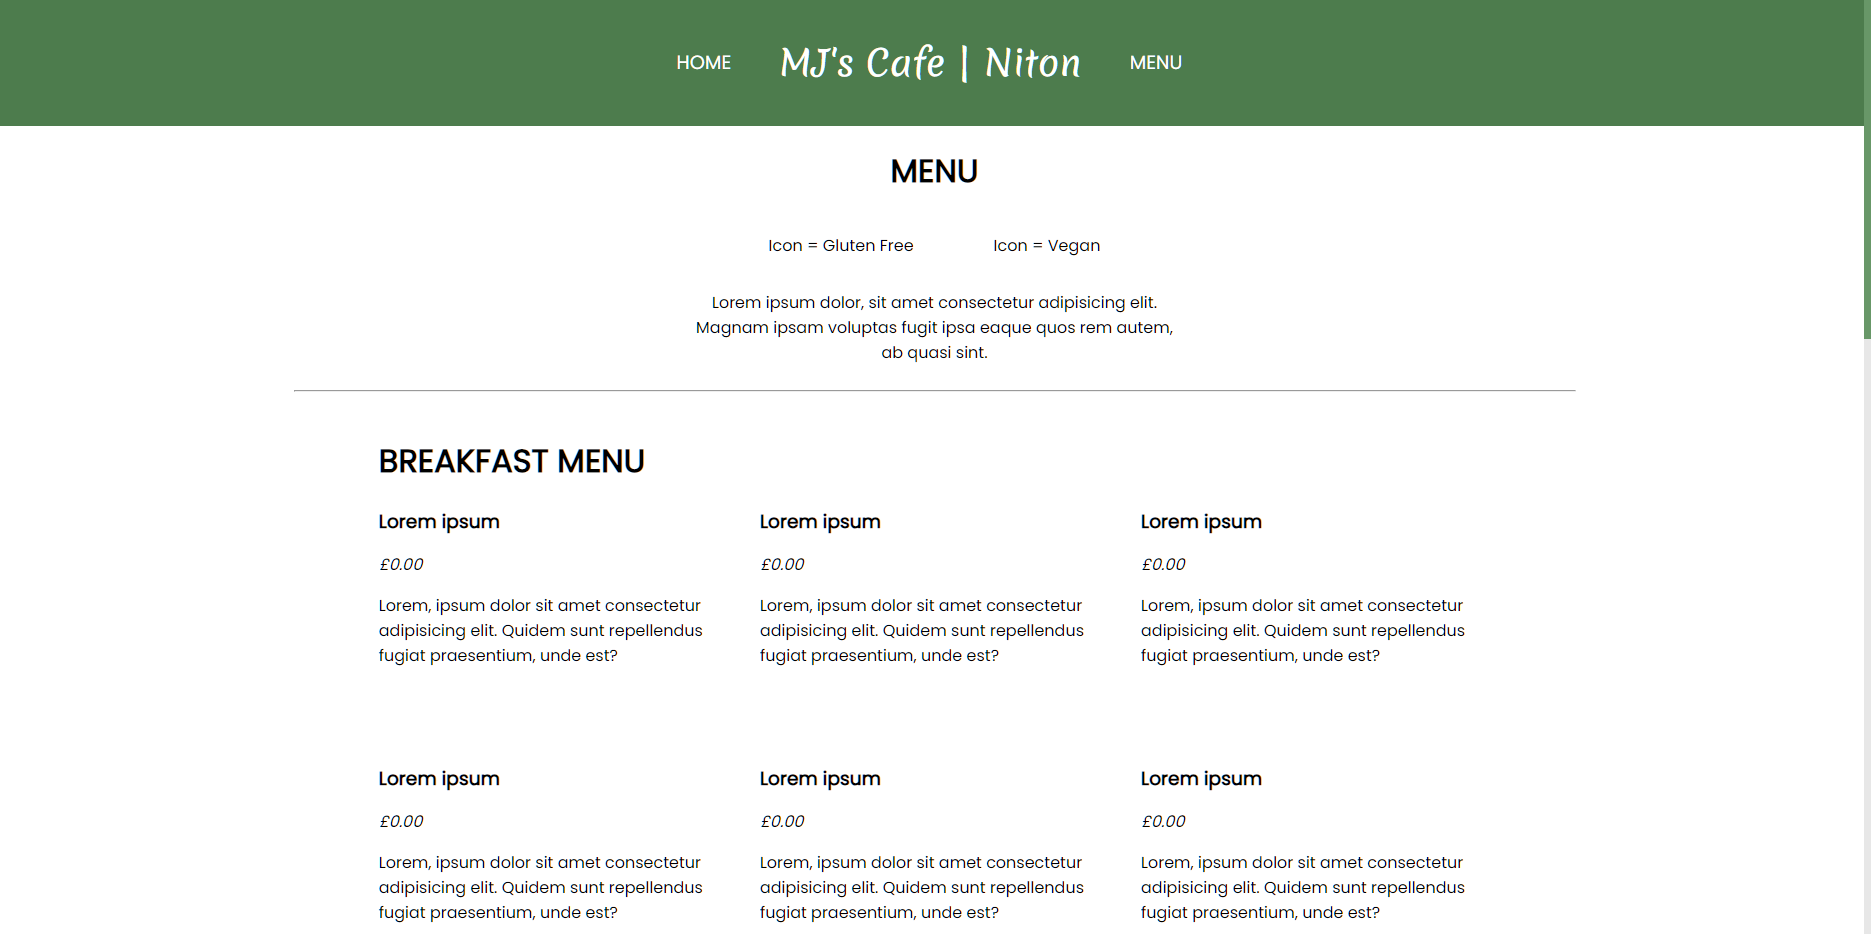 HOME MJ's Cafe | Niton MENU
MENU
Icon = Gluten Free Icon = Vegan
Lorem ipsum dolor, sit amet consectetur adipisicing elit.
Magnam ipsam voluptas fugit ipsa eaque quos rem autem,
ab quasi sint.
BREAKFAST MENU
Lorem ipsum
£0.00
Lorem, ipsum dolor sit amet consectetur
adipisicing elit. Quidem sunt repellendus
fugiat praesentium, unde est?
Lorem ipsum
£0.00
Lorem, ipsum dolor sit amet consectetur
adipisicing elit. Quidem sunt repellendus
fugiat praesentium, unde est?
Lorem ipsum
£0.00
Lorem, ipsum dolor sit amet consectetur
adipisicing elit. Quidem sunt repellendus
fugiat praesentium, unde est?
Lorem ipsum
£0.00
Lorem, ipsum dolor sit amet consectetur
adipisicing elit. Quidem sunt repellendus
fugiat praesentium, unde est?
Lorem ipsum
£0.00
Lorem, ipsum dolor sit amet consectetur
adipisicing elit. Quidem sunt repellendus
fugiat praesentium, unde est?
Lorem ipsum
£0.00
Lorem, ipsum dolor sit amet consectetur
adipisicing elit. Quidem sunt repellendus
fugiat praesentium, unde est?